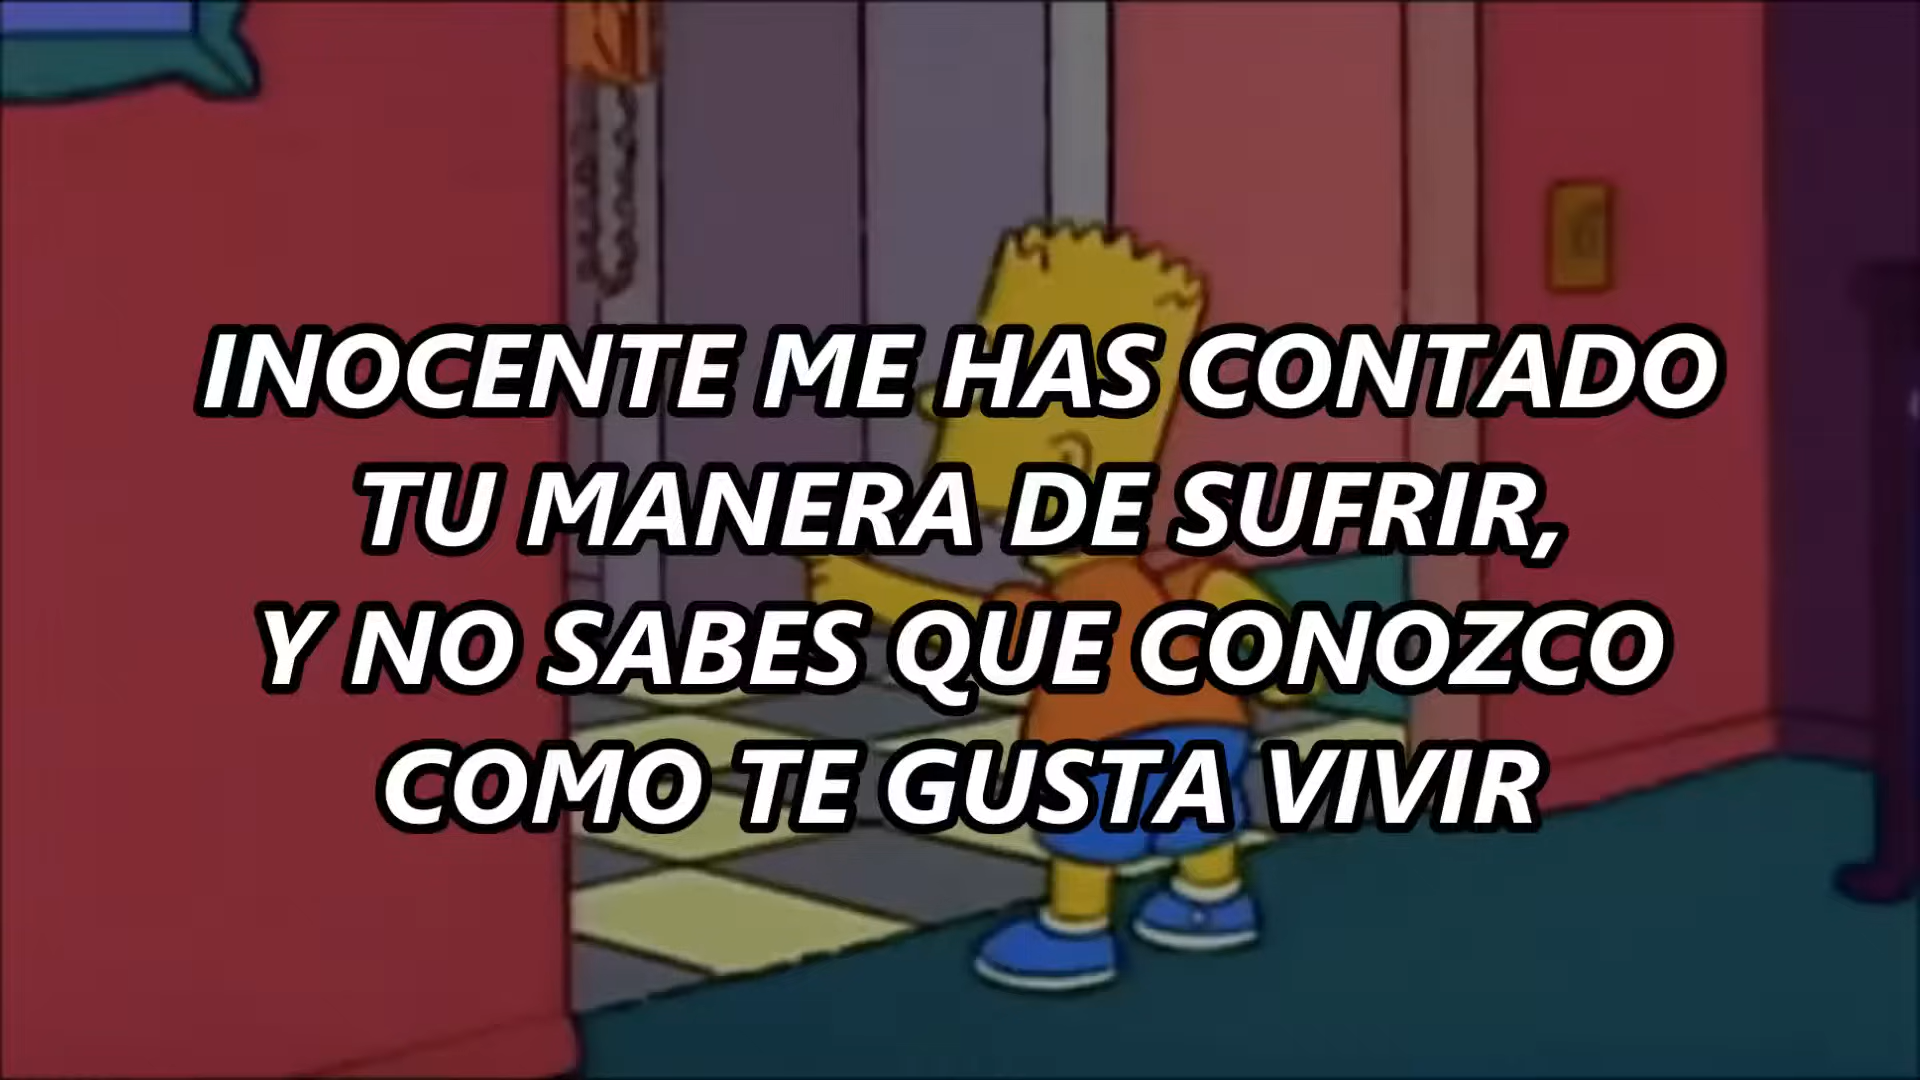 INOCENTE ME HAS CONTADO
TU MANERA DE SUFRIR,
Y NO SABES QUE CONOZCO
COMO TE GUSTA VIVIR